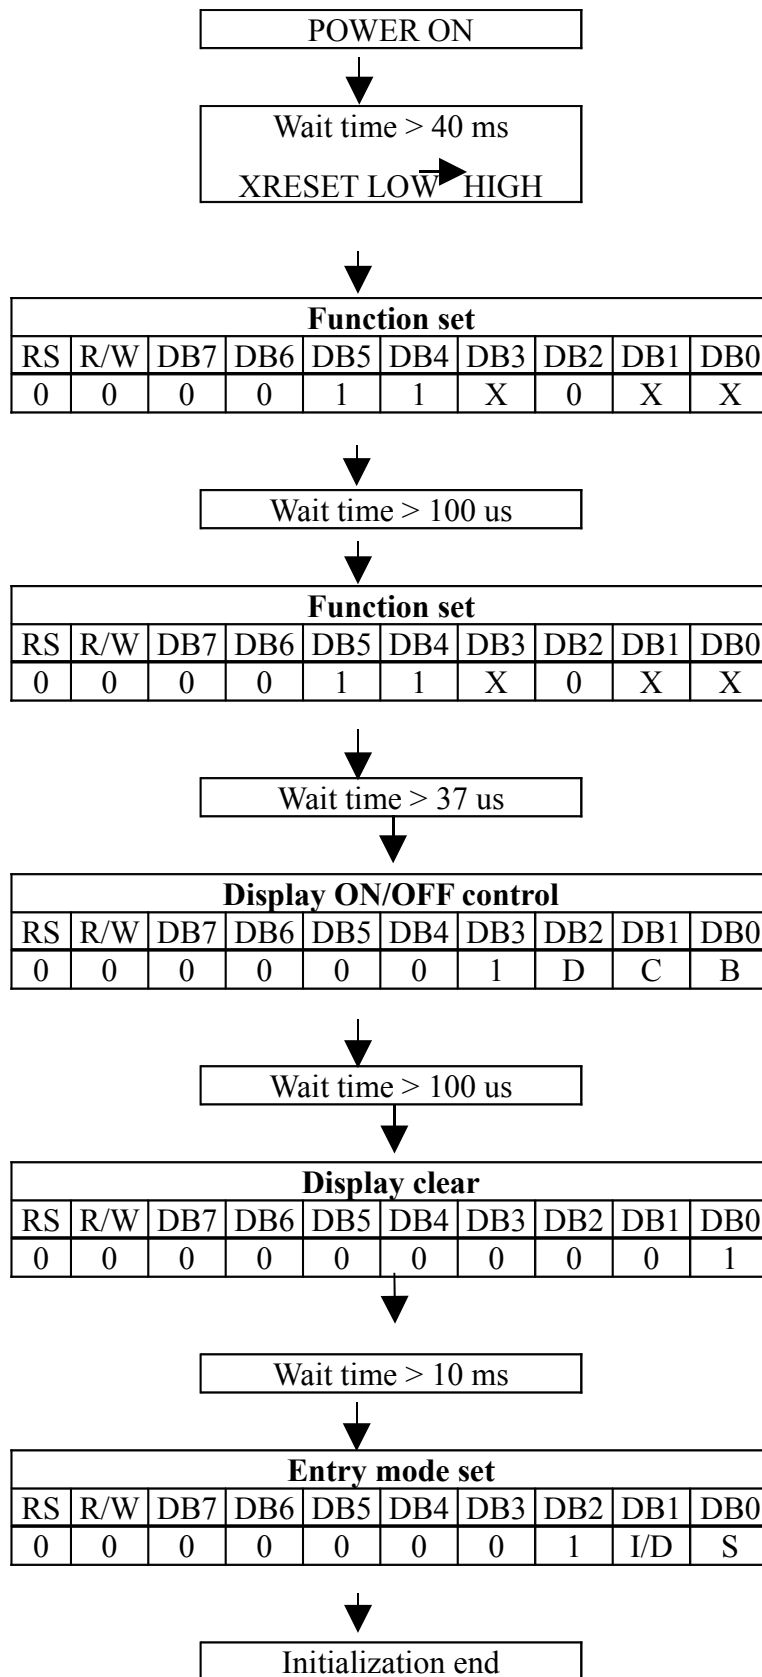 POWER ON
Wait time > 40 ms
XRESET LOW HIGH
Function set
RS R/W DB7 DB6 DB5 DB4 DB3 DB2 DB1 DB0
0 0 0 0 1 1 X 0 X X
Wait time > 100 us
Function set
RS R/W DB7 DB6 DB5 DB4 DB3 DB2 DB1 DB0
0 0 0 0 1 1 X 0 X X
Wait time > 37 us
Display ON/OFF control
RS R/W DB7 DB6 DB5 DB4 DB3 DB2 DB1 DB0
0 0 0 0 0 0 1 D C B
Wait time > 100 us
Display clear
RS R/W DB7 DB6 DB5 DB4 DB3 DB2 DB1 DB0
0 0 0 0 0 0 0 0 0 1
Wait time > 10 ms
Entry mode set
RS R/W DB7 DB6 DB5 DB4 DB3 DB2 DB1 DB0
0 0 0 0 0 0 0 1 I/D S
Initialization end